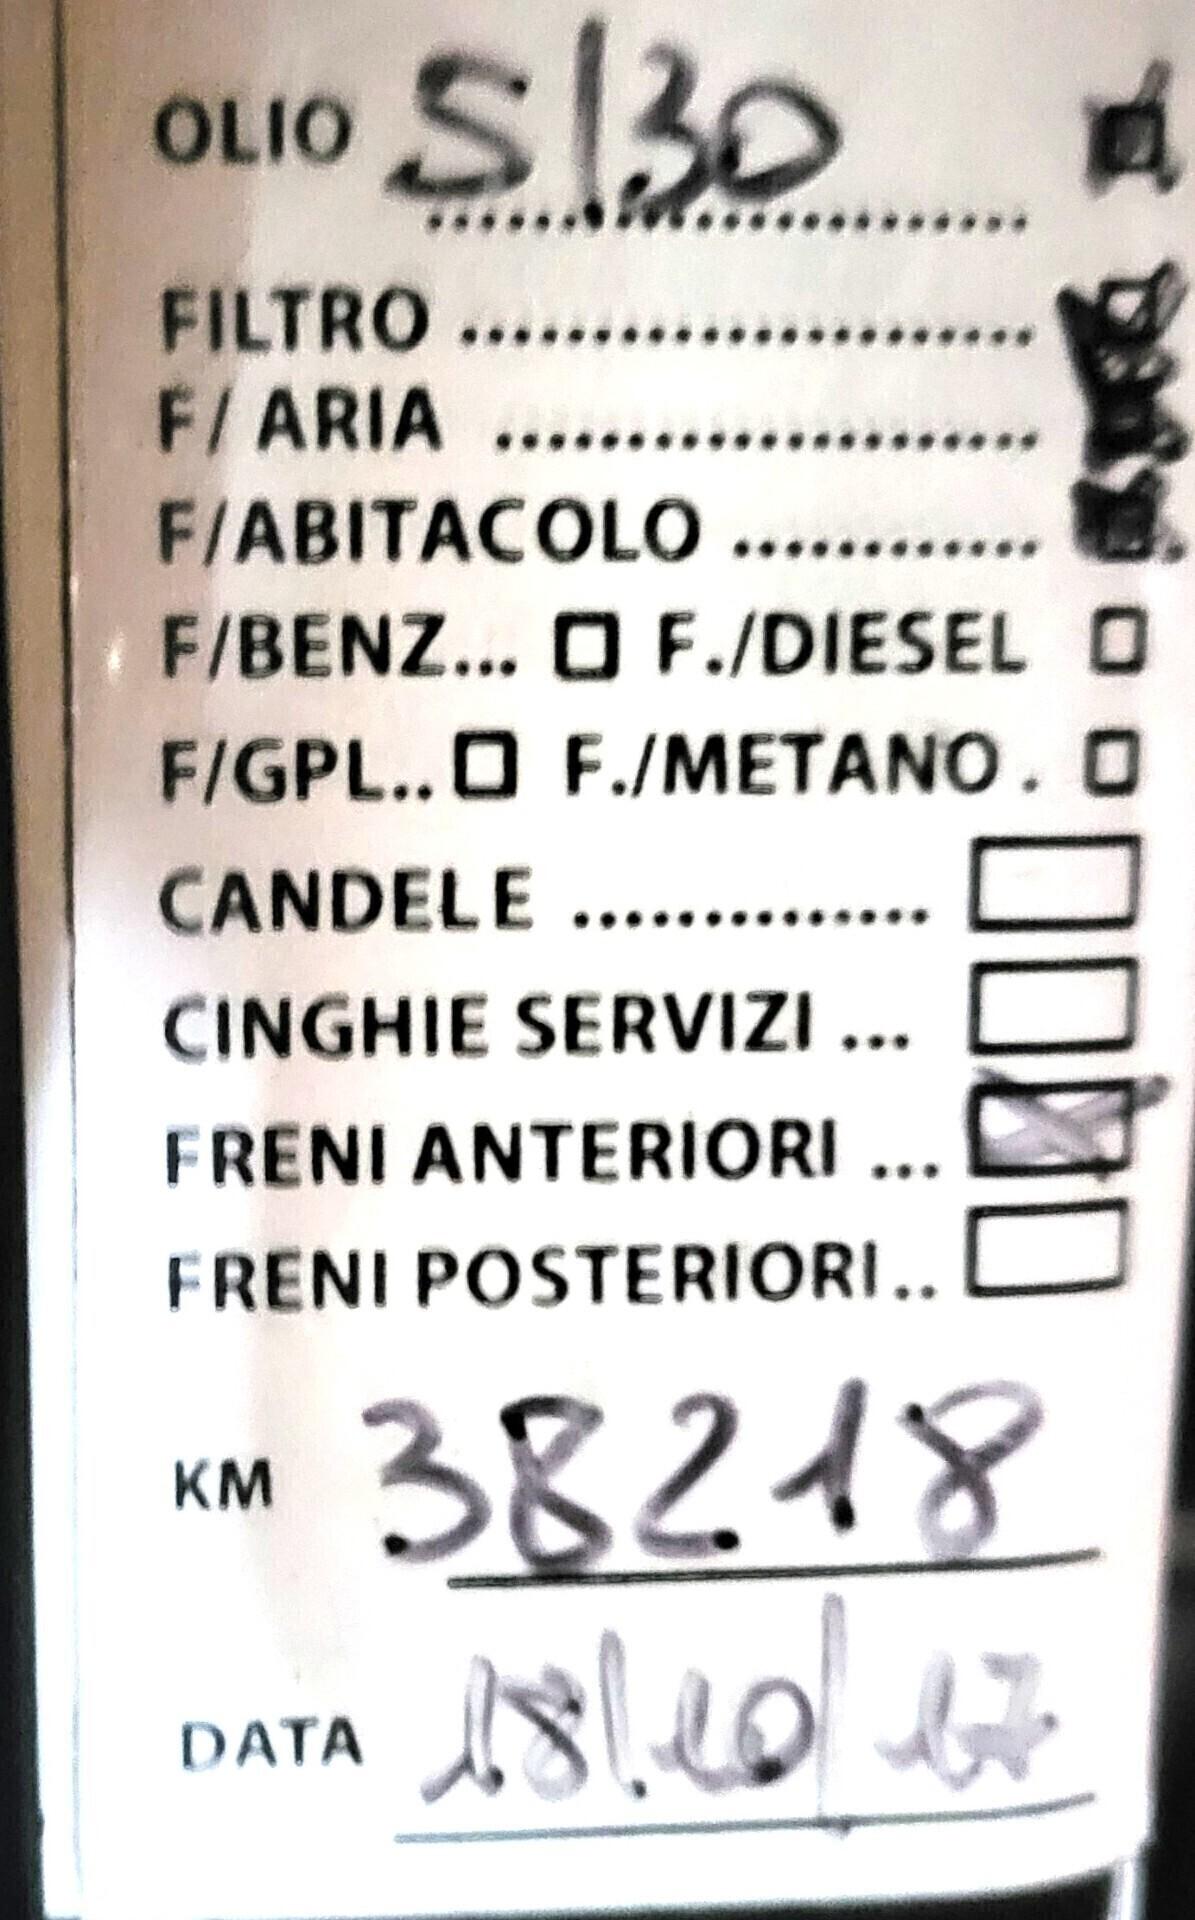 OLIO 5/30
FILTRO ......................
F/ ARIA .....................
F/ABITACOLO ............
F/BENZ... □ F./DIESEL □
F/GPL.. □ F./METANO . □
CANDELE ..............
CINGHIE SERVIZI ...
FRENI ANTERIORI ... X
FRENI POSTERIORI..
KM 38218
DATA 18/10/17